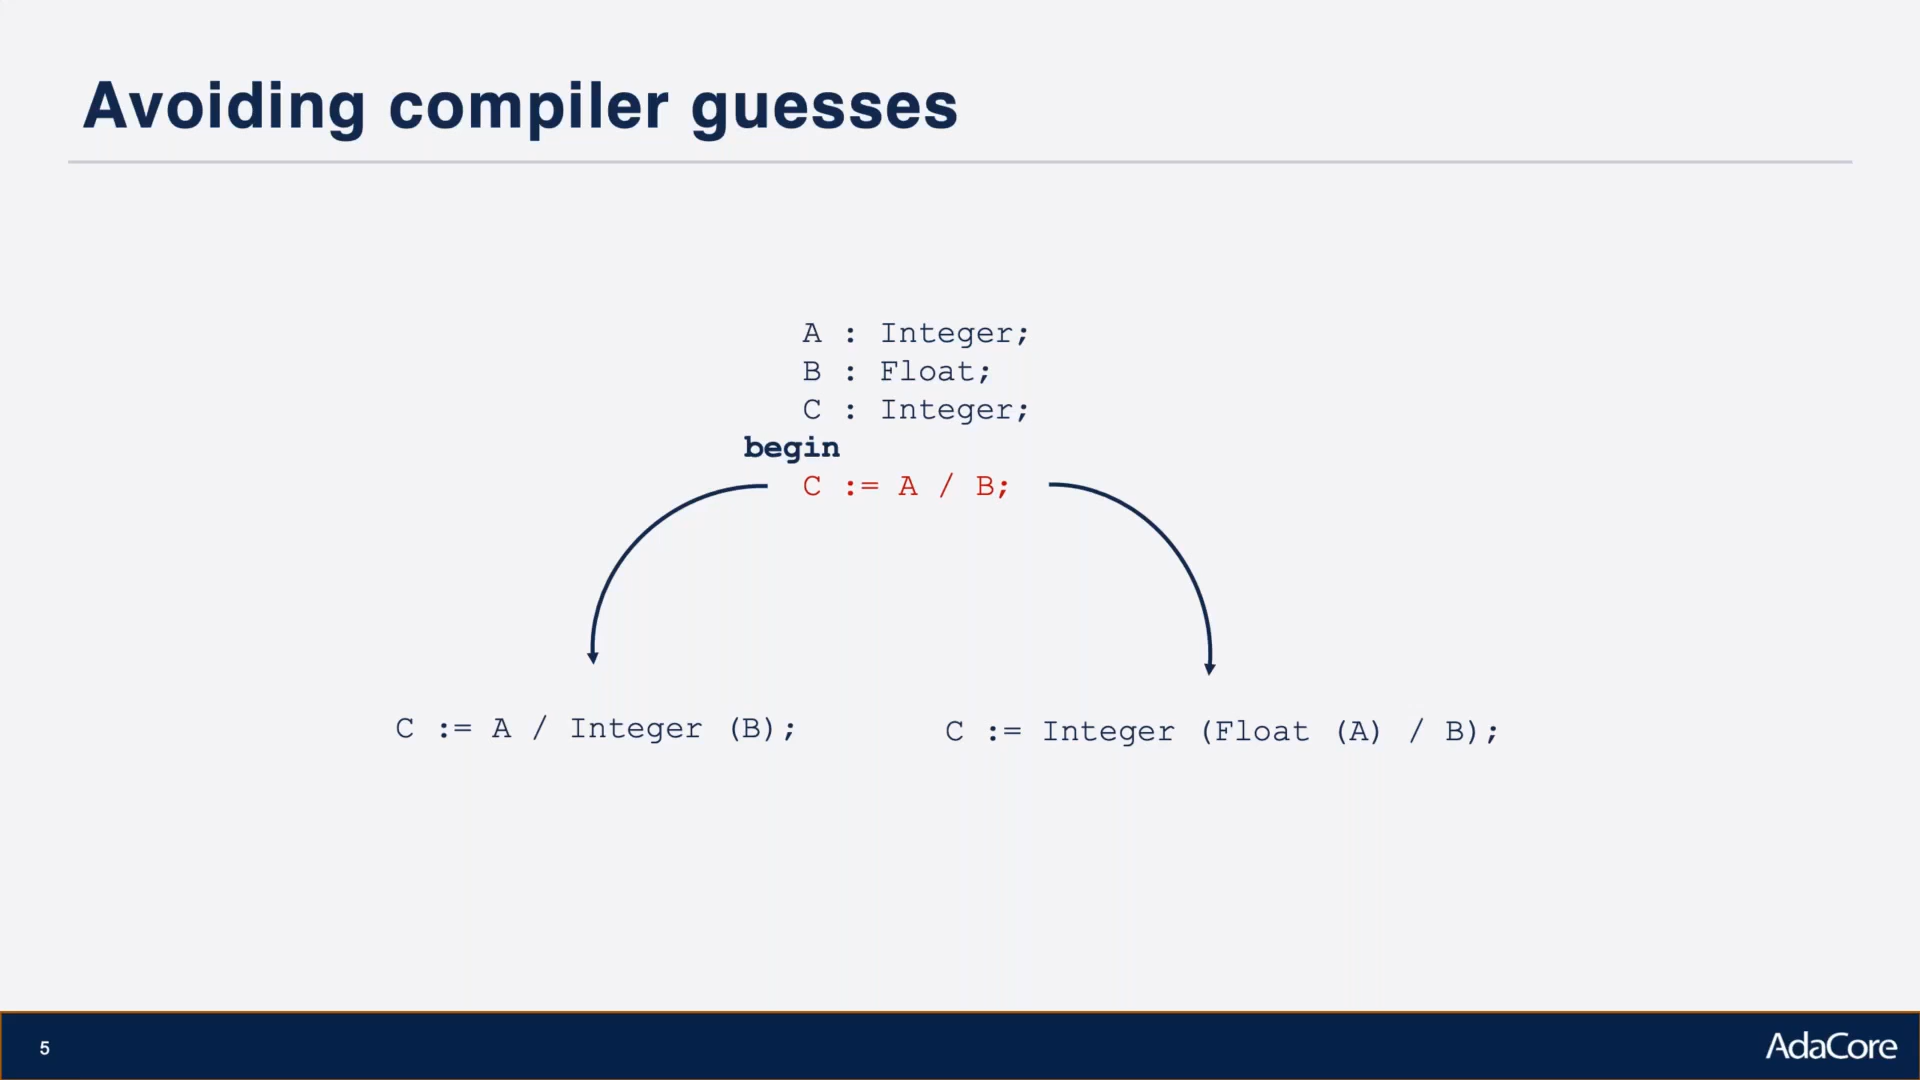 Avoiding compiler guesses
A : Integer;
B : Float;
C : Integer;
begin
C := A / B;
C := A / Integer (B);
C := Integer (Float (A) / B);
5
AdaCore